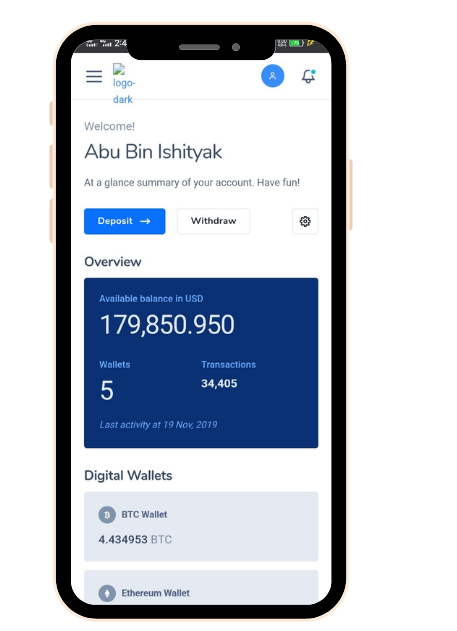 2:4
logo-
dark
Welcome!
Abu Bin Ishityak
At a glance summary of your account. Have fun!
Deposit → Withdraw
Overview
Available balance in USD
179,850.950
Wallets Transactions
5 34,405
Last activity at 19 Nov, 2019
Digital Wallets
BTC Wallet
4.434953 BTC
Ethereum Wallet